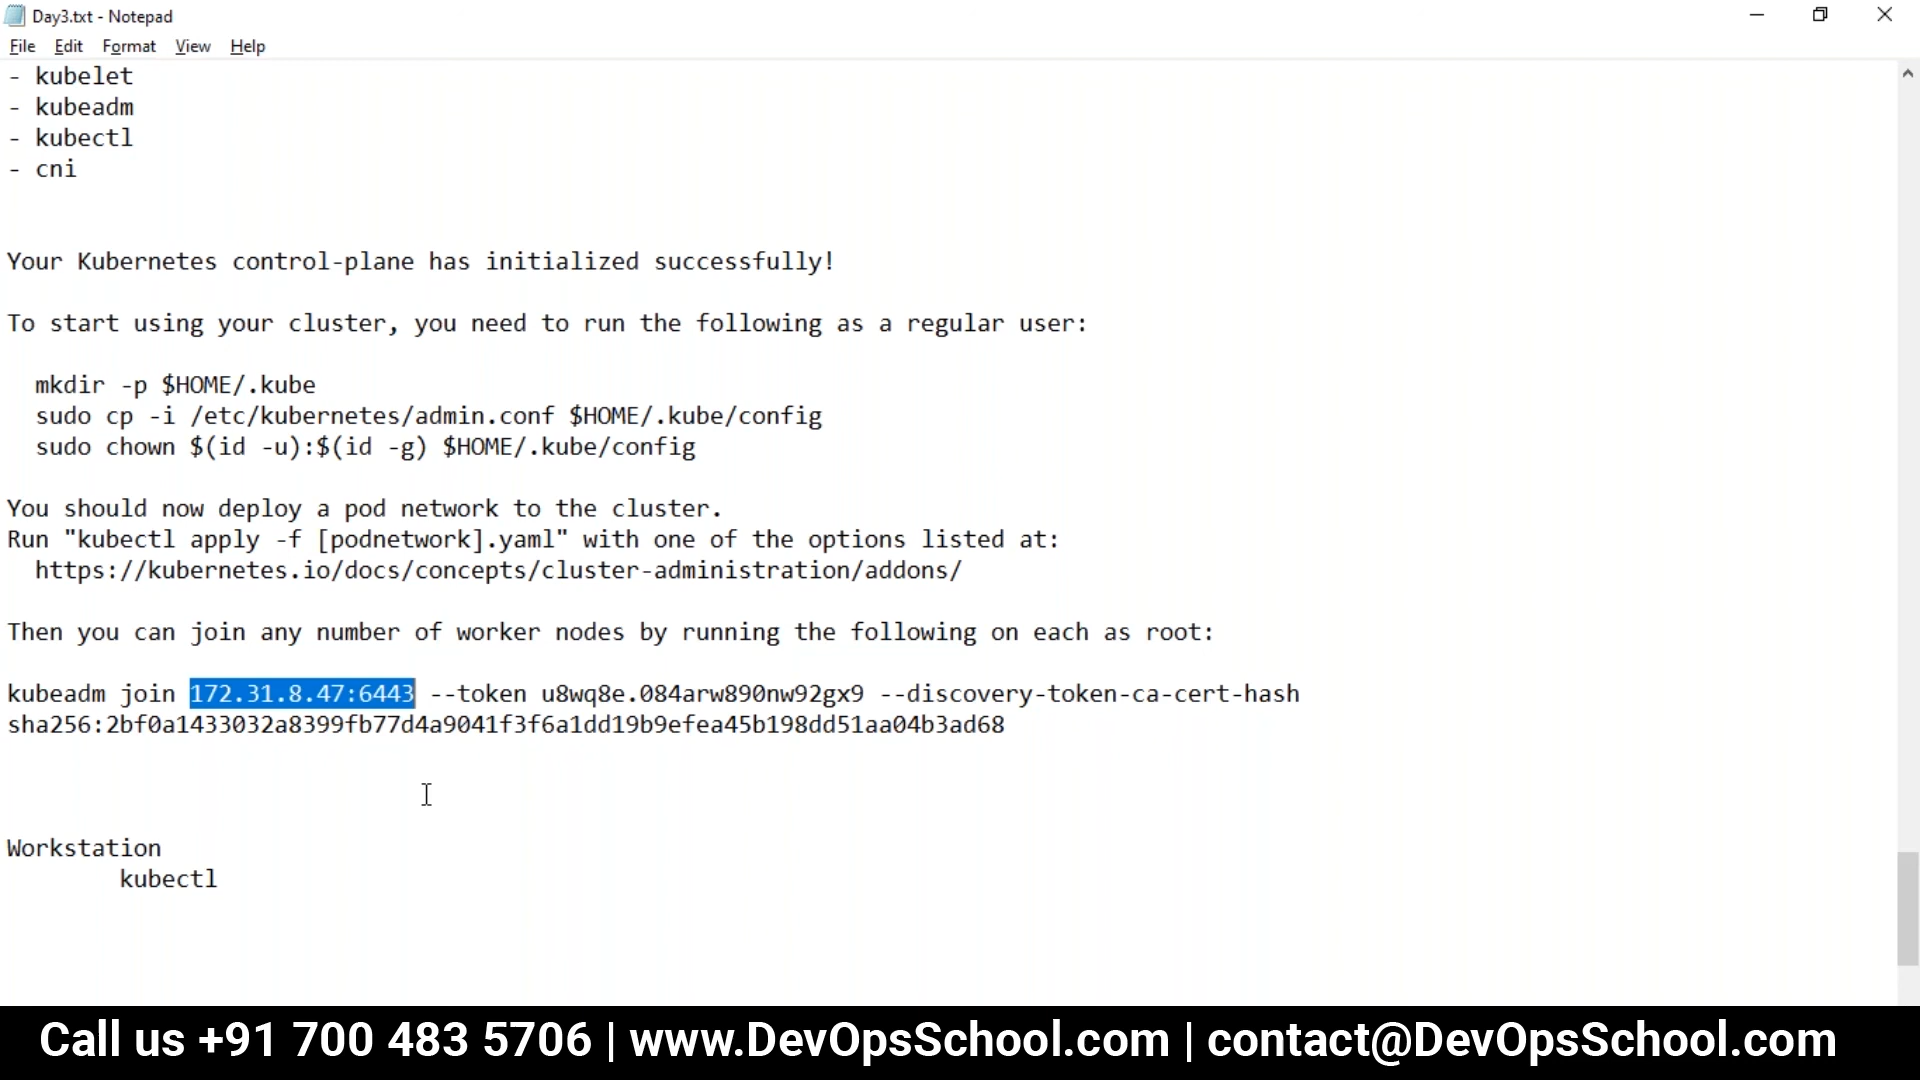 Day3.txt - Notepad
File Edit Format View Help
- kubelet
- kubeadm
- kubectl
- cni
Your Kubernetes control-plane has initialized successfully!
To start using your cluster, you need to run the following as a regular user:
mkdir -p $HOME/.kube
sudo cp -i /etc/kubernetes/admin.conf $HOME/.kube/config
sudo chown $(id -u):$(id -g) $HOME/.kube/config
You should now deploy a pod network to the cluster.
Run "kubectl apply -f [podnetwork].yaml" with one of the options listed at:
https://kubernetes.io/docs/concepts/cluster-administration/addons/
Then you can join any number of worker nodes by running the following on each as root:
kubeadm join 172.31.8.47:6443 --token u8wq8e.084arw890nw92gx9 --discovery-token-ca-cert-hash
sha256:2bf0a1433032a8399fb77d4a9041f3f6a1dd19b9efea45b198dd51aa04b3ad68
Workstation
kubectl
Call us +91 700 483 5706 | www.DevOpsSchool.com | contact@DevOpsSchool.com